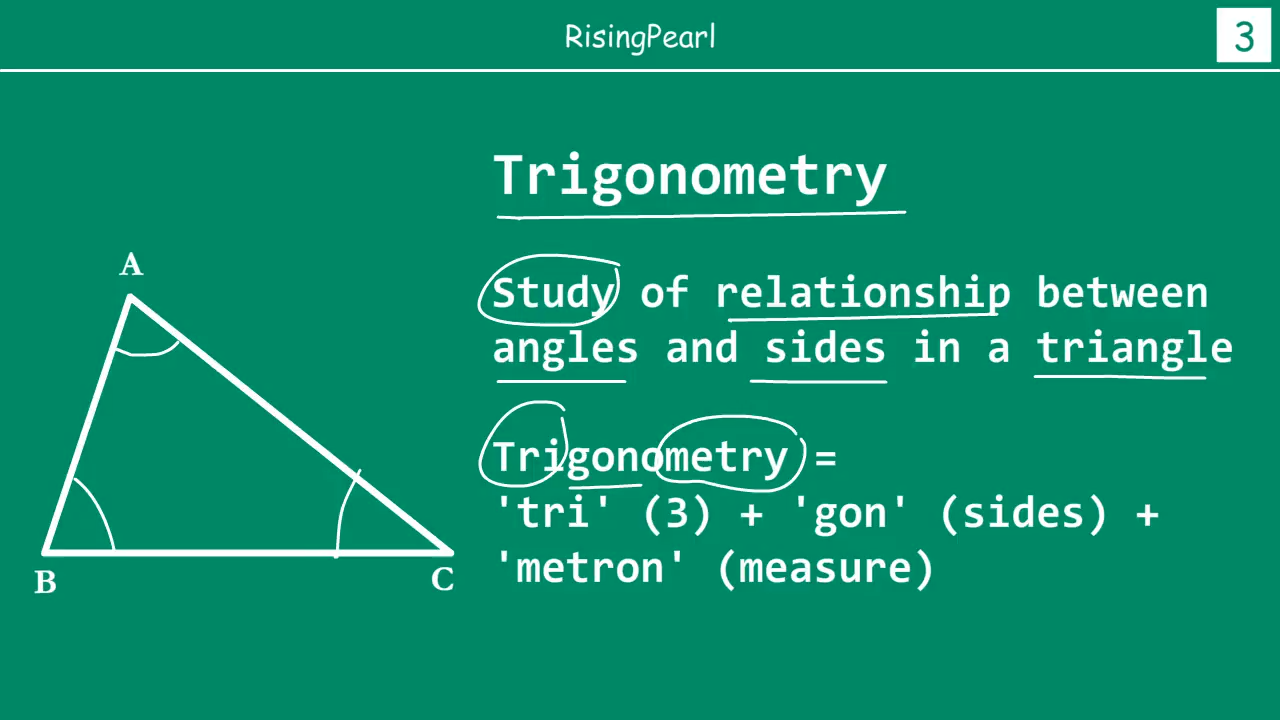 RisingPearl
3
Trigonometry
Study of relationship between
angles and sides in a triangle
Trigonometry =
'tri' (3) + 'gon' (sides) +
'metron' (measure)
A
B
C